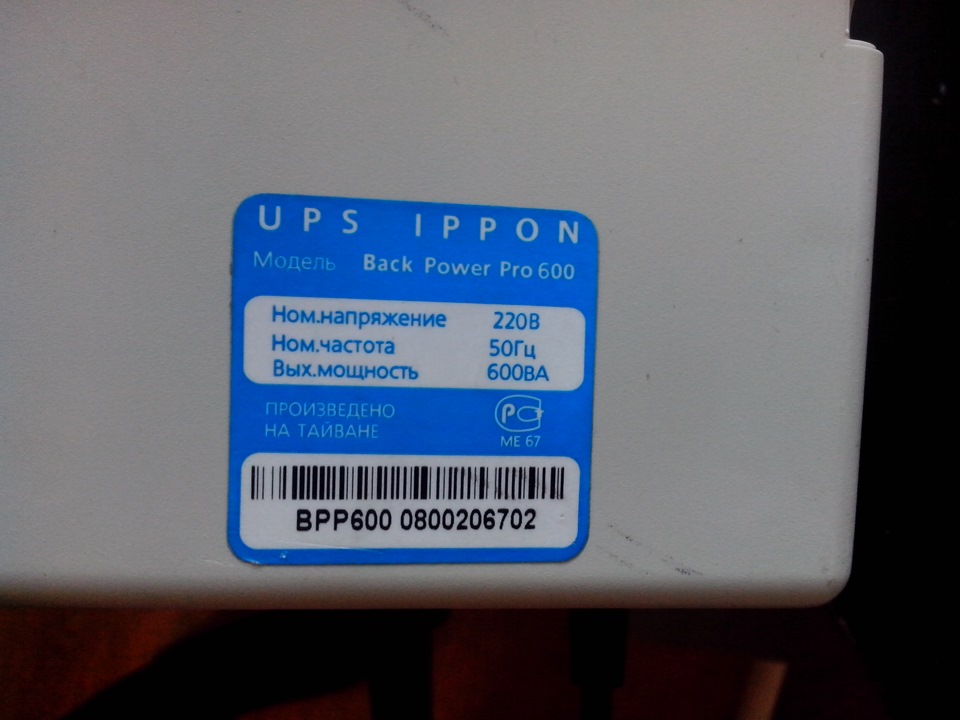 UPS IPPON
Модель Back Power Pro 600
Ном.напряжение 220В
Ном.частота 50Гц
Вых.мощность 600ВА
ПРОИЗВЕДЕНО
НА ТАЙВАНЕ
РС
МЕ 67
BPP600 0800206702